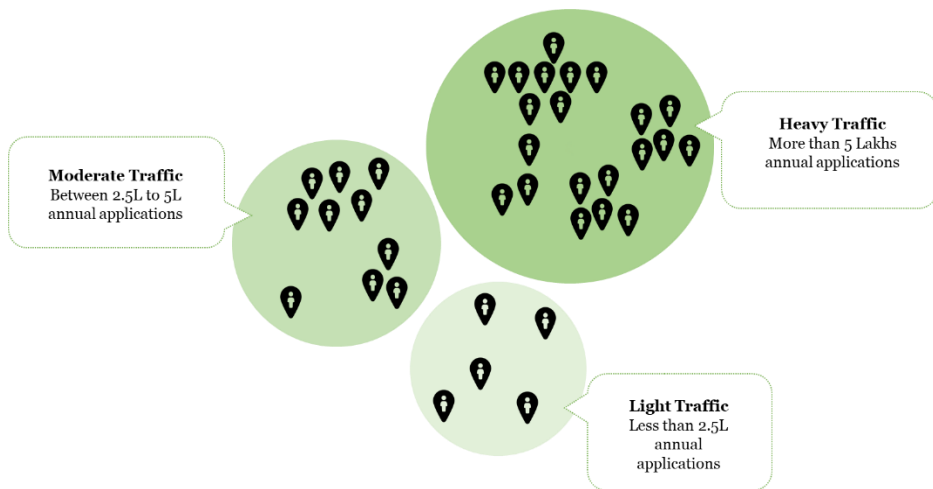 Heavy Traffic
More than 5 Lakhs
annual applications
Moderate Traffic
Between 2.5L to 5L
annual applications
Light Traffic
Less than 2.5L
annual
applications